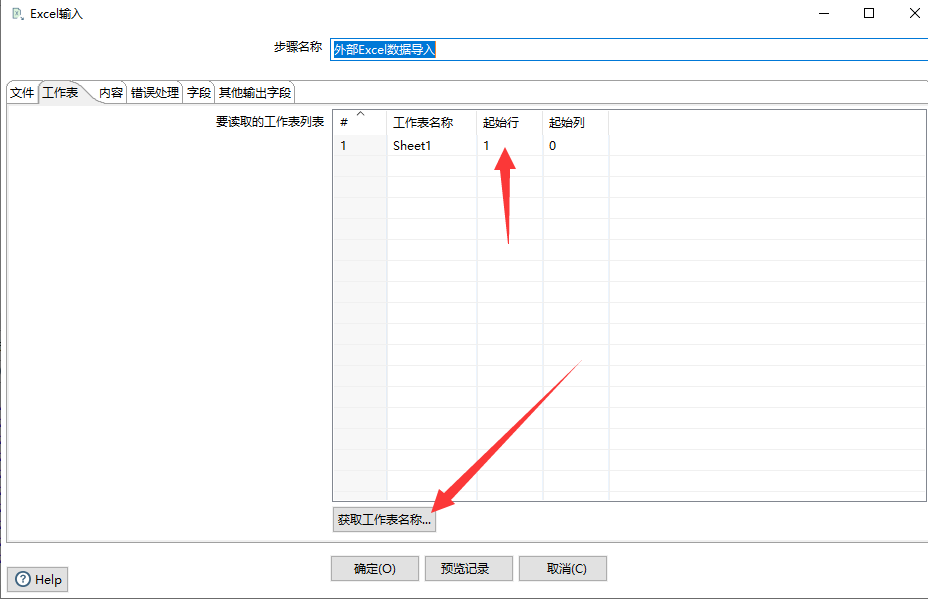 Excel输入
步骤名称 外部Excel数据导入
文件 工作表 内容 错误处理 字段 其他输出字段
要读取的工作表列表 # 工作表名称 起始行 起始列
1 Sheet1 1 0
获取工作表名称...
确定(O) 预览记录 取消(C)
Help